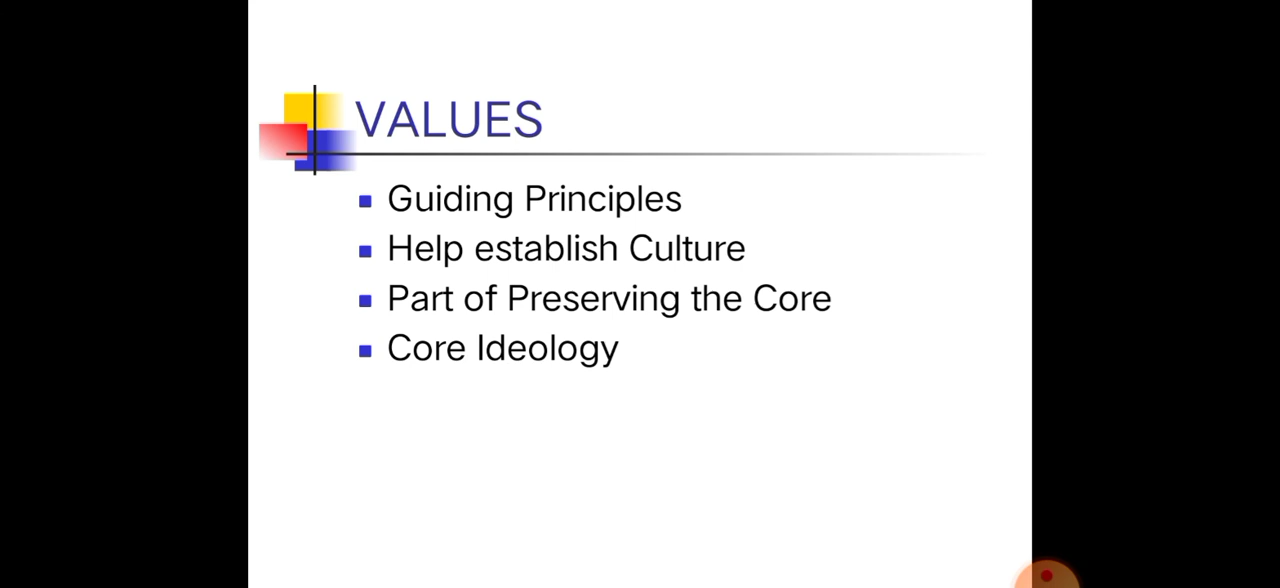 VALUES
Guiding Principles
Help establish Culture
Part of Preserving the Core
Core Ideology